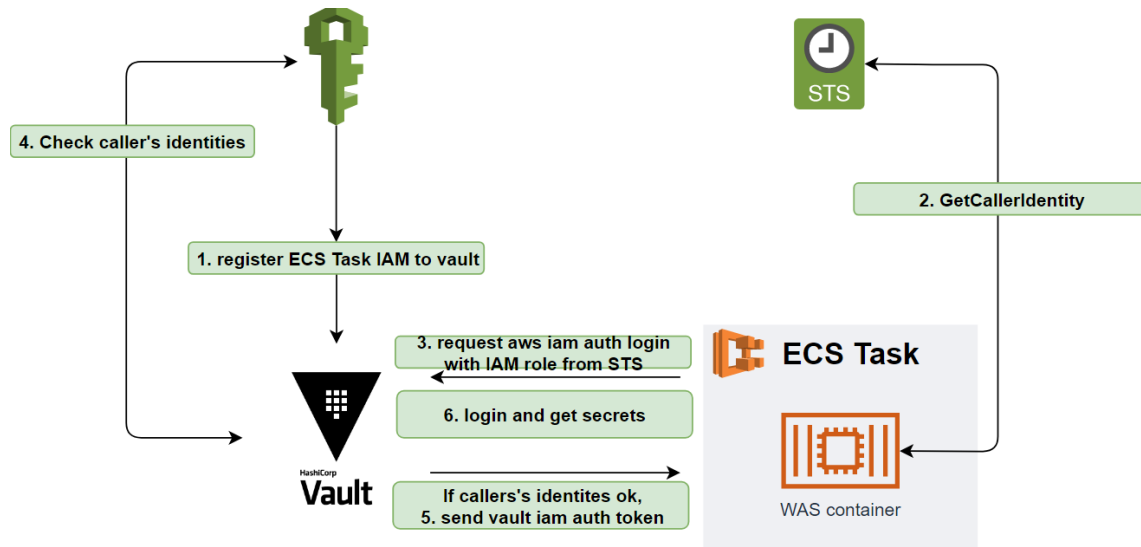 STS
4. Check caller's identities
2. GetCallerIdentity
1. register ECS Task IAM to vault
3. request aws iam auth login
with IAM role from STS
ECS Task
6. login and get secrets
HashiCorp
Vault
If callers's identites ok,
5. send vault iam auth token
WAS container